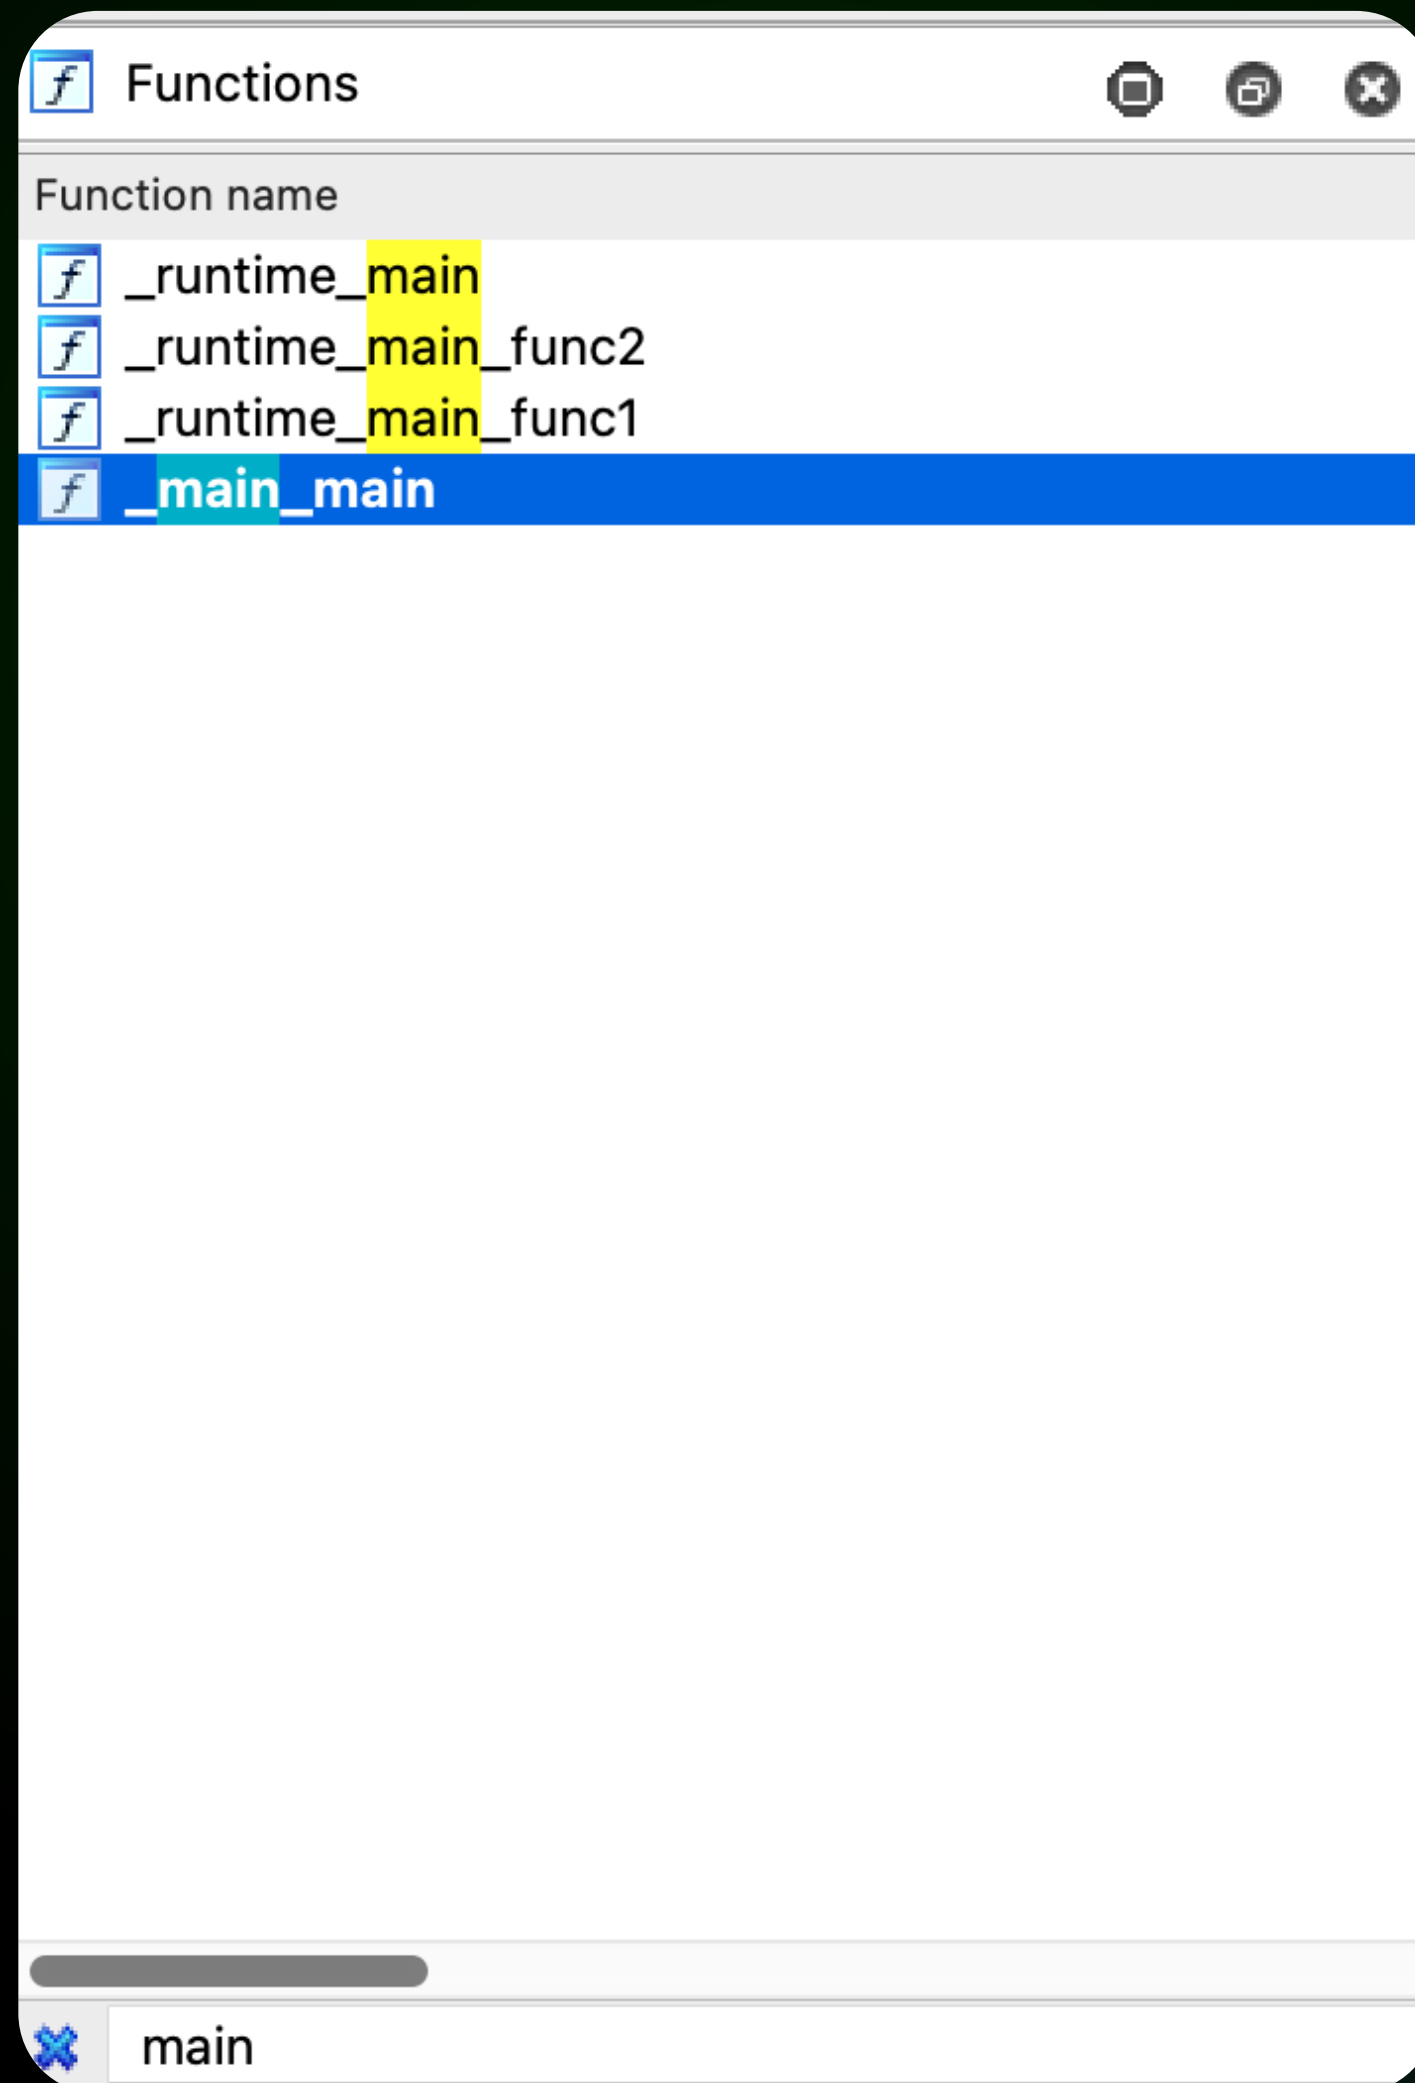 Functions
Function name
_runtime_main
_runtime_main_func2
_runtime_main_func1
_main_main
main